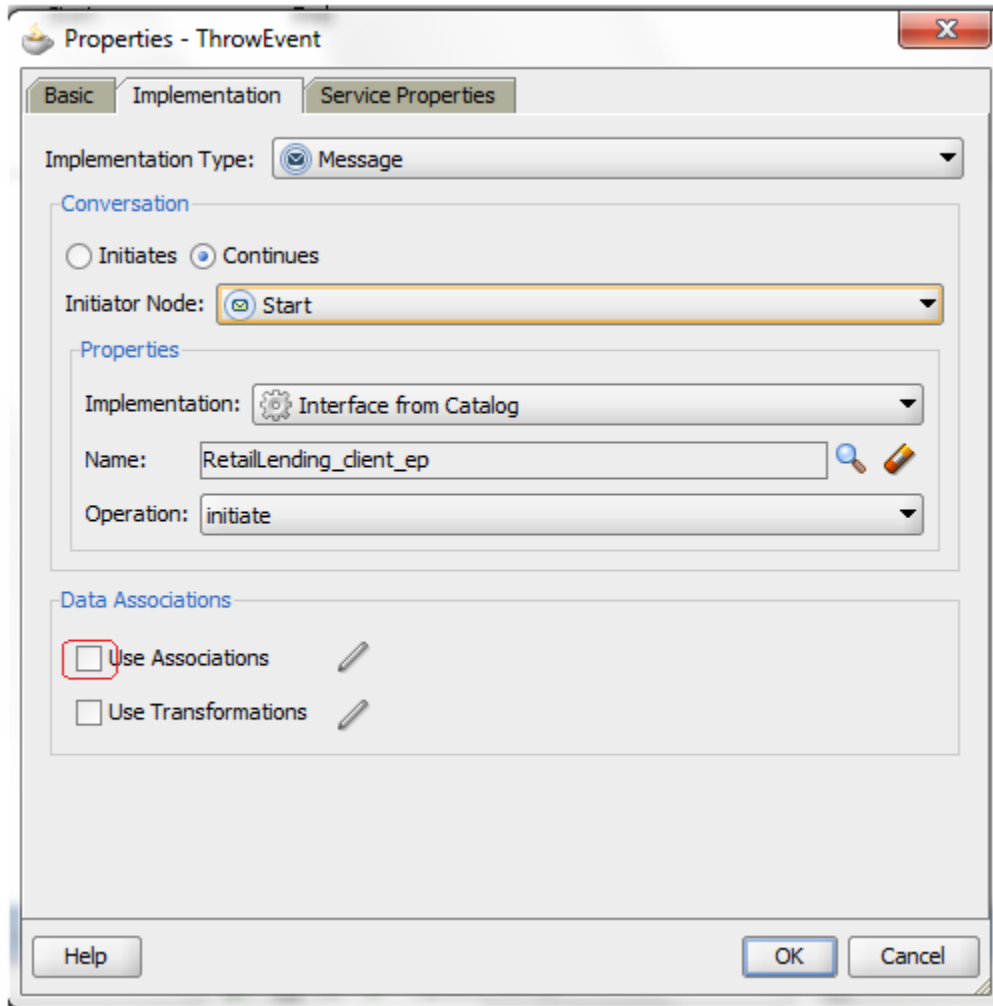 Properties - ThrowEvent
Basic Implementation Service Properties
Implementation Type: Message
Conversation
Initiates Continues
Initiator Node: Start
Properties
Implementation: Interface from Catalog
Name: RetailLending_client_ep
Operation: initiate
Data Associations
Use Associations
Use Transformations
Help OK Cancel